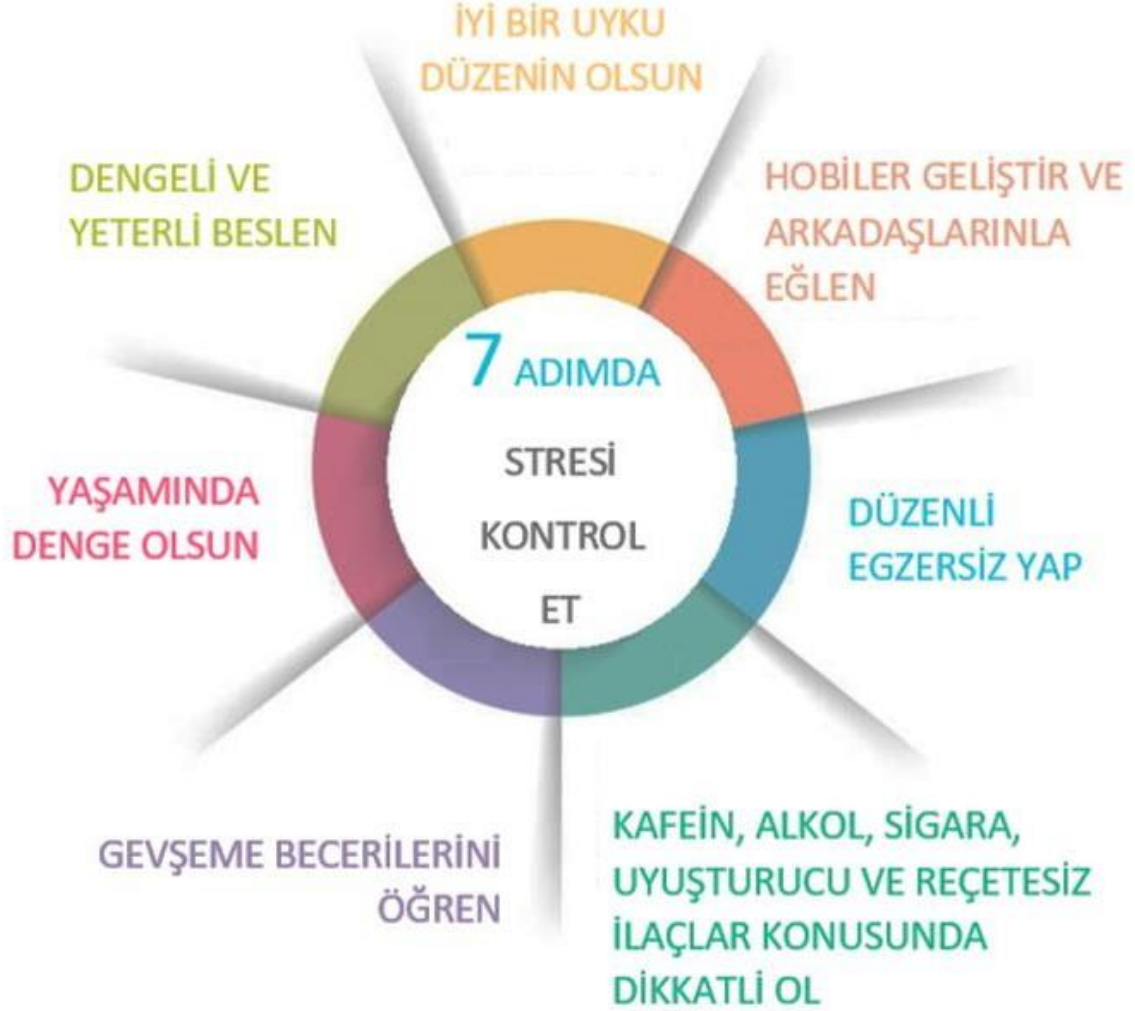 İYİ BİR UYKU
DÜZENİN OLSUN
HOBİLER GELİŞTİR VE
ARKADAŞLARINLA
EĞLEN
DÜZENLİ
EGZERSİZ YAP
KAFEİN, ALKOL, SİGARA,
UYUŞTURUCU VE REÇETESİZ
İLAÇLAR KONUSUNDA
DİKKATLİ OL
GEVŞEME BECERİLERİNİ
ÖĞREN
YAŞAMINDA
DENGE OLSUN
DENGELİ VE
YETERLİ BESLEN
7 ADIMDA
STRESİ
KONTROL
ET